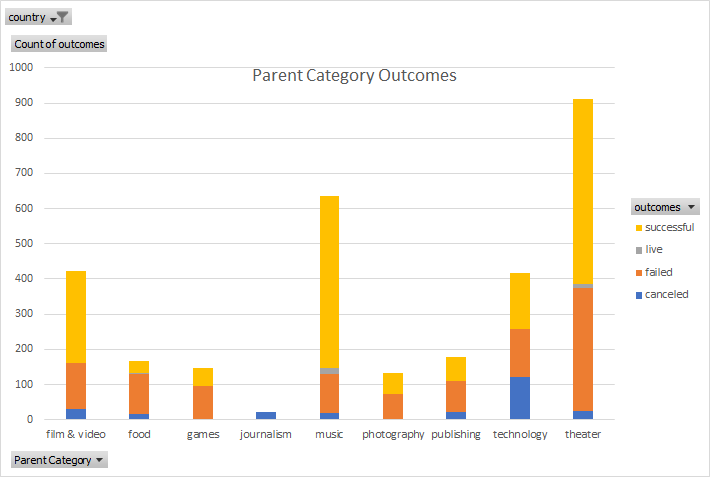 country
Count of outcomes
Parent Category Outcomes
1000
900
800
700
600
500
400
300
200
100
0
film & video food games journalism music photography publishing technology theater
outcomes
successful
live
failed
canceled
Parent Category